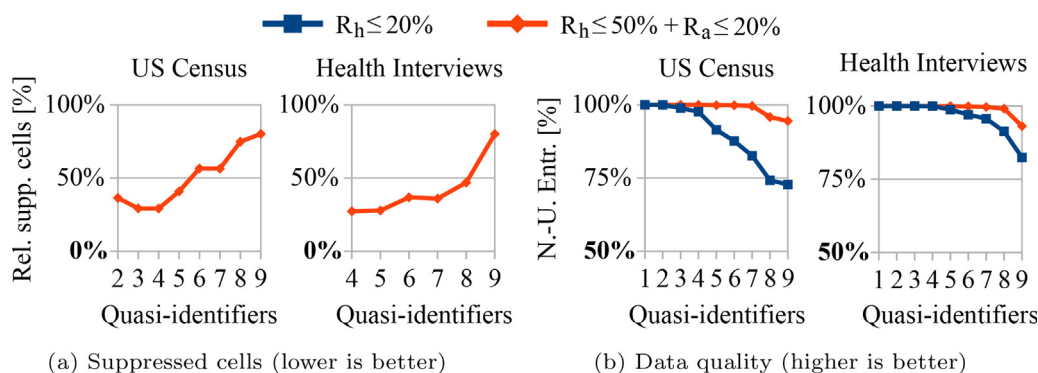 R_h≤20% R_h≤50% + R_a≤20%
US Census
Rel. supp. cells [%]
100%
50%
0%
2 3 4 5 6 7 8 9
Quasi-identifiers
Health Interviews
100%
50%
0%
4 5 6 7 8 9
Quasi-identifiers
(a) Suppressed cells (lower is better)
US Census
N.-U. Entr. [%]
100%
75%
50%
1 2 3 4 5 6 7 8 9
Quasi-identifiers
Health Interviews
100%
75%
50%
1 2 3 4 5 6 7 8 9
Quasi-identifiers
(b) Data quality (higher is better)